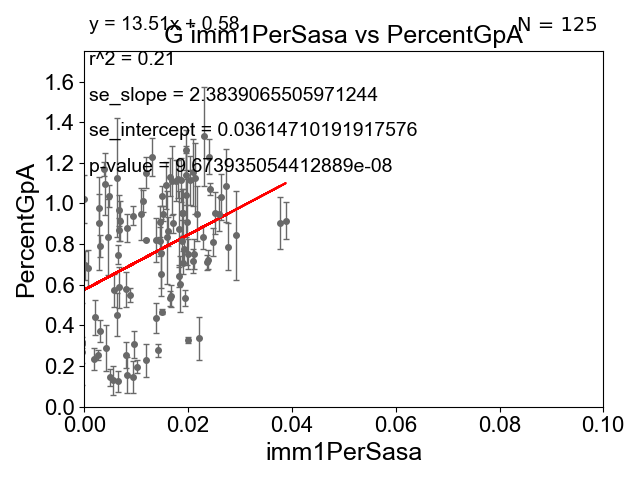 y = 13.51x + 0.58
N = 125
G imm1PerSasa vs PercentGpA
r^2 = 0.21
se_slope = 2.3839065505971244
se_intercept = 0.03614710191917576
p-value = 9.673935054412889e-08
PercentGpA
1.6
1.4
1.2
1.0
0.8
0.6
0.4
0.2
0.0
0.00 0.02 0.04 0.06 0.08 0.10
imm1PerSasa